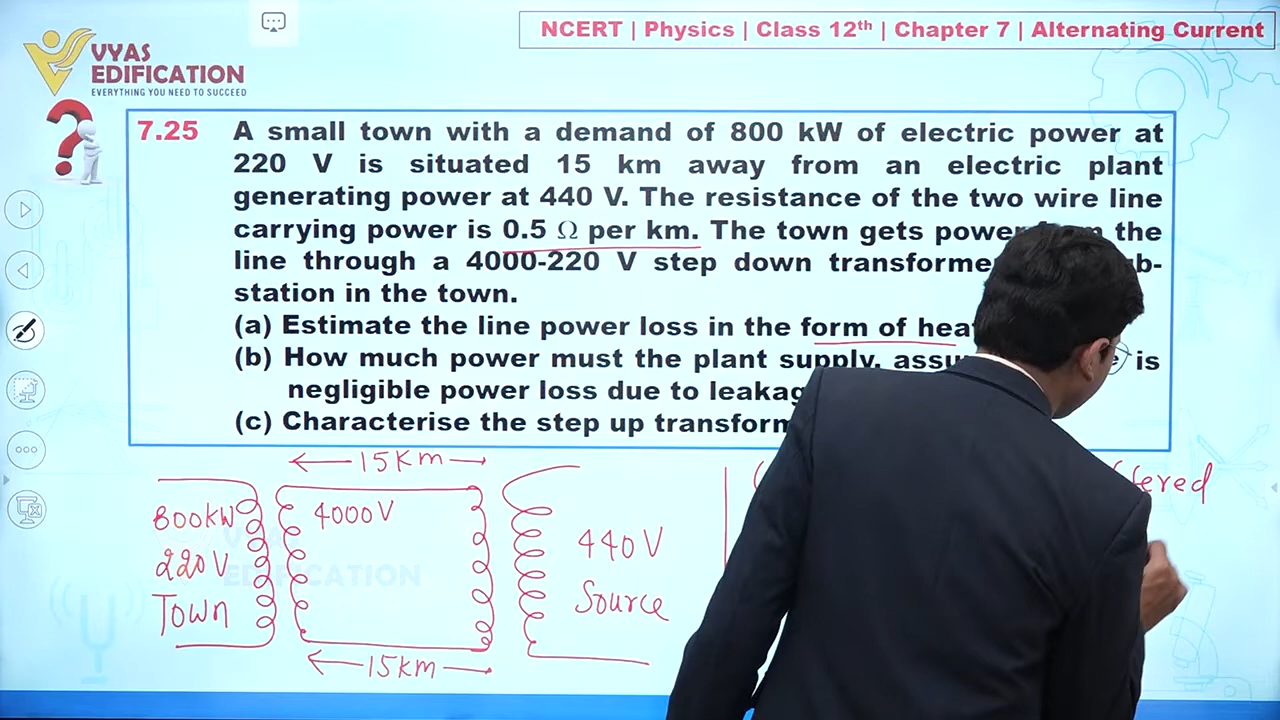 NCERT | Physics | Class 12th | Chapter 7 | Alternating Current
VYAS
EDIFICATION
EVERYTHING YOU NEED TO SUCCEED
7.25 A small town with a demand of 800 kW of electric power at
220 V is situated 15 km away from an electric plant
generating power at 440 V. The resistance of the two wire line
carrying power is 0.5 Ω per km. The town gets power the
line through a 4000-220 V step down
station in the town.
(a) Estimate the line power loss in the form of
(b) How much power must the plant supply, is
negligible power loss due to
(c) Characterise the step up
15Km
800kW
220V
Town
4000V
440V
Source
15km
VYAS
EDIFICATION